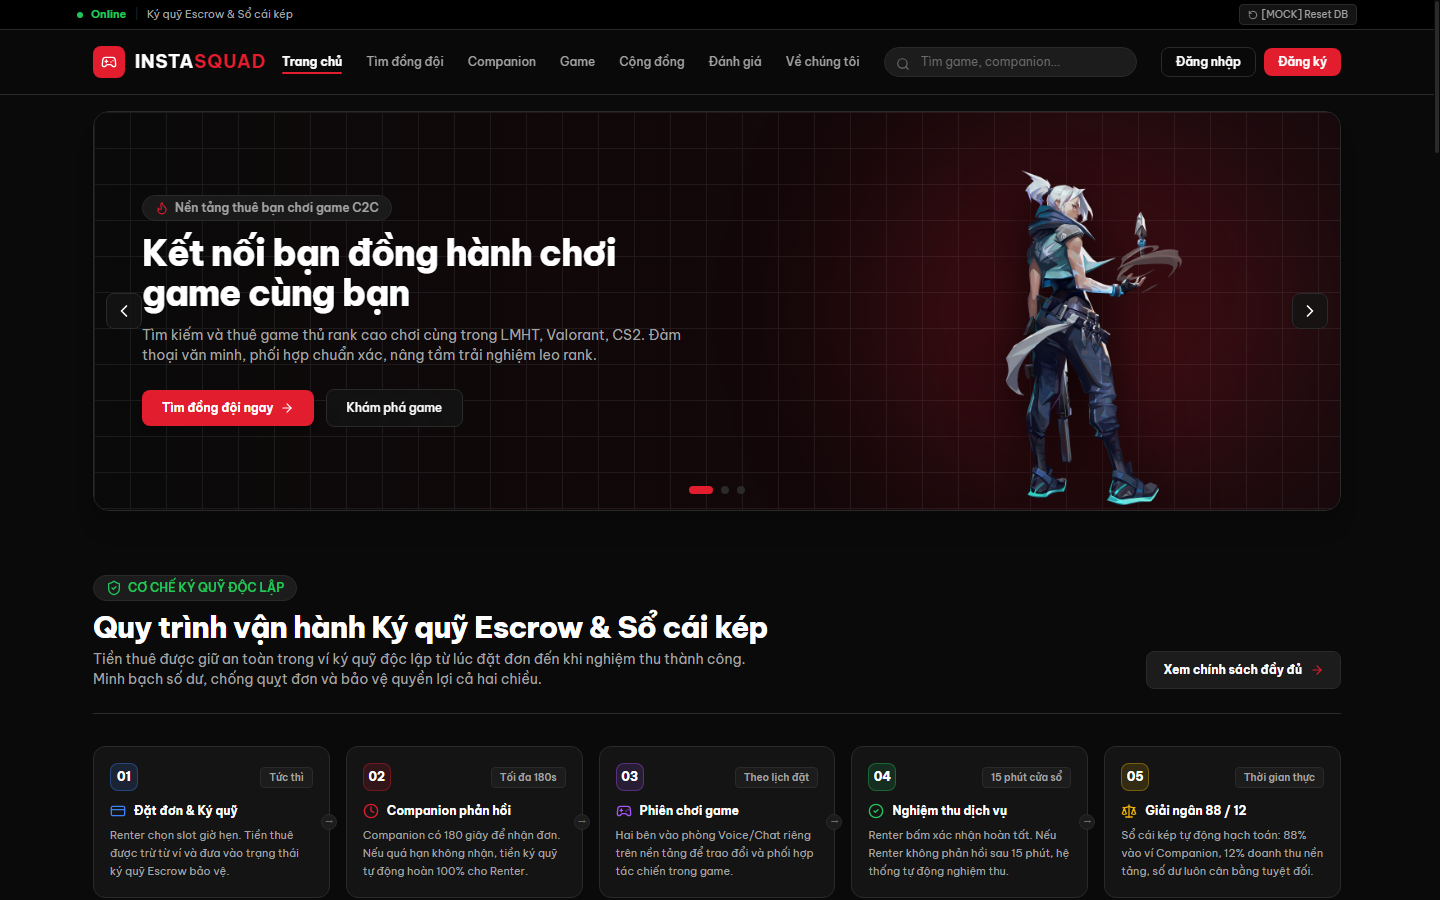 Online
Ký quỹ Escrow & Sổ cái kép
[MOCK] Reset DB
INSTASQUAD
Trang chủ
Tìm đồng đội
Companion
Game
Cộng đồng
Đánh giá
Về chúng tôi
Tìm game, companion...
Đăng nhập
Đăng ký
Nền tảng thuê bạn chơi game C2C
Kết nối bạn đồng hành chơi
game cùng bạn
Tìm kiếm và thuê game thủ rank cao chơi cùng trong LMHT, Valorant, CS2. Đàm
thoại văn minh, phối hợp chuẩn xác, nâng tầm trải nghiệm leo rank.
Tìm đồng đội ngay
Khám phá game
CƠ CHẾ KÝ QUỸ ĐỘC LẬP
Quy trình vận hành Ký quỹ Escrow & Sổ cái kép
Tiền thuê được giữ an toàn trong ví ký quỹ độc lập từ lúc đặt đơn đến khi nghiệm thu thành công.
Minh bạch số dư, chống quỵt đơn và bảo vệ quyền lợi cả hai chiều.
Xem chính sách đầy đủ
01
Tức thì
Đặt đơn & Ký quỹ
Renter chọn slot giờ hẹn. Tiền thuê
được trừ từ ví và đưa vào trạng thái
ký quỹ Escrow bảo vệ.
02
Tối đa 180s
Companion phản hồi
Companion có 180 giây để nhận đơn.
Nếu quá hạn không nhận, tiền ký quỹ
tự động hoàn 100% cho Renter.
03
Theo lịch đặt
Phiên chơi game
Hai bên vào phòng Voice/Chat riêng
trên nền tảng để trao đổi và phối hợp
tác chiến trong game.
04
15 phút cửa sổ
Nghiệm thu dịch vụ
Renter bấm xác nhận hoàn tất. Nếu
Renter không phản hồi sau 15 phút, hệ
thống tự động nghiệm thu.
05
Thời gian thực
Giải ngân 88 / 12
Sổ cái kép tự động hạch toán: 88%
vào ví Companion, 12% doanh thu nền
tảng, số dư luôn cân bằng tuyệt đối.